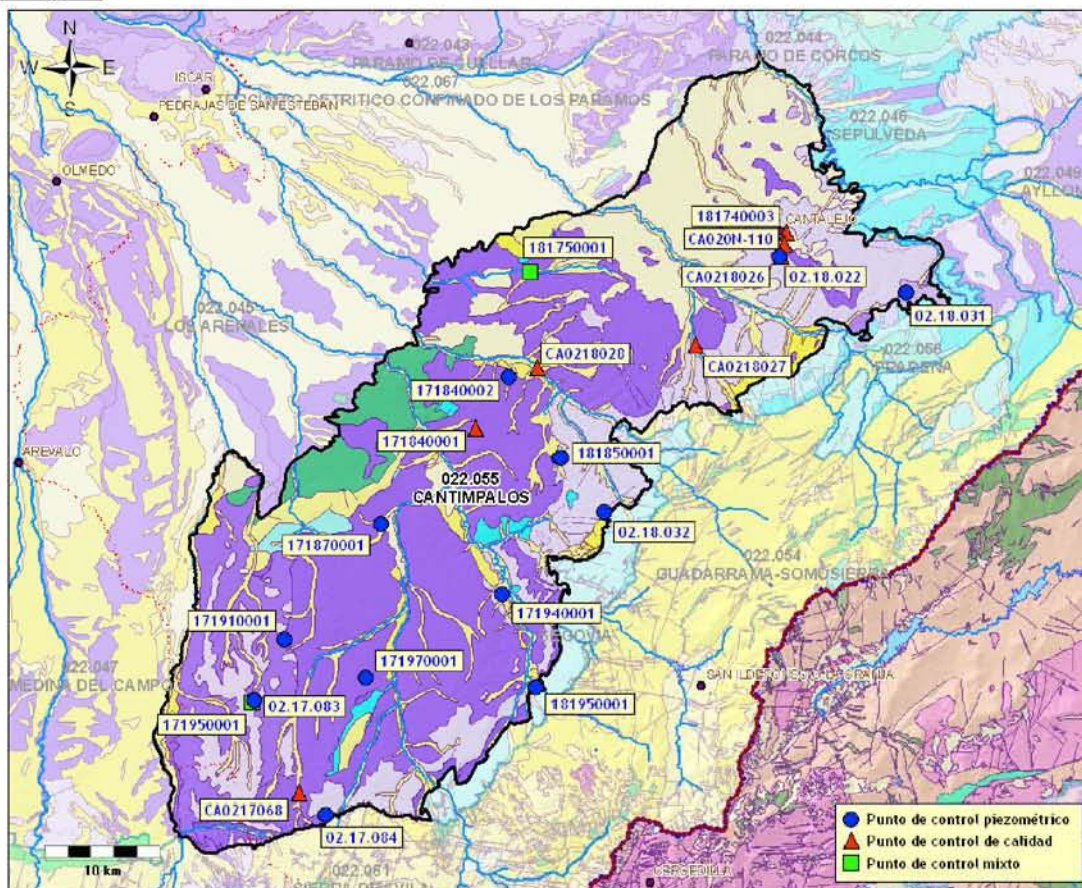 N
W
E
S
022.043
PARAMO DE CUELLAR
022.044
PARAMO DE CORCOS
ISCAR
022.067
TERCIARIO DETRITICO CONFINADO DE LOS PARAMOS
PEDRAJAS DE SAN ESTEBAN
022.046
SEPULVEDA
OLMEDO
022.049
AYLLON
181740003
CANTALEJO
CA020N-110
181750001
CA0218026
02.18.022
02.18.031
022.045
LOS ARENALES
CA0218028
CA0218027
022.056
PRADENA
171840002
171840001
AREVALO
181850001
022.055
CANTIMPALOS
171870001
02.18.032
022.054
GUADARRAMA-SOMOSIERRA
171940001
171910001
SEGOVIA
022.047
MEDINA DEL CAMPO
171970001
SAN ILDEFONSO O LA GRANJA
02.17.083
181950001
171950001
CA0217068
02.17.084
Punto de control piezométrico
Punto de control de calidad
Punto de control mixto
10 km
022.061
CERCEDILLA